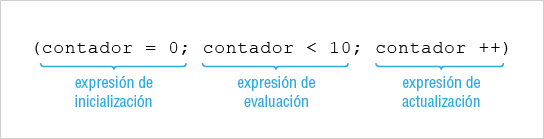 (contador = 0; contador < 10; contador ++)
expresión de
inicialización
expresión de
evaluación
expresión de
actualización